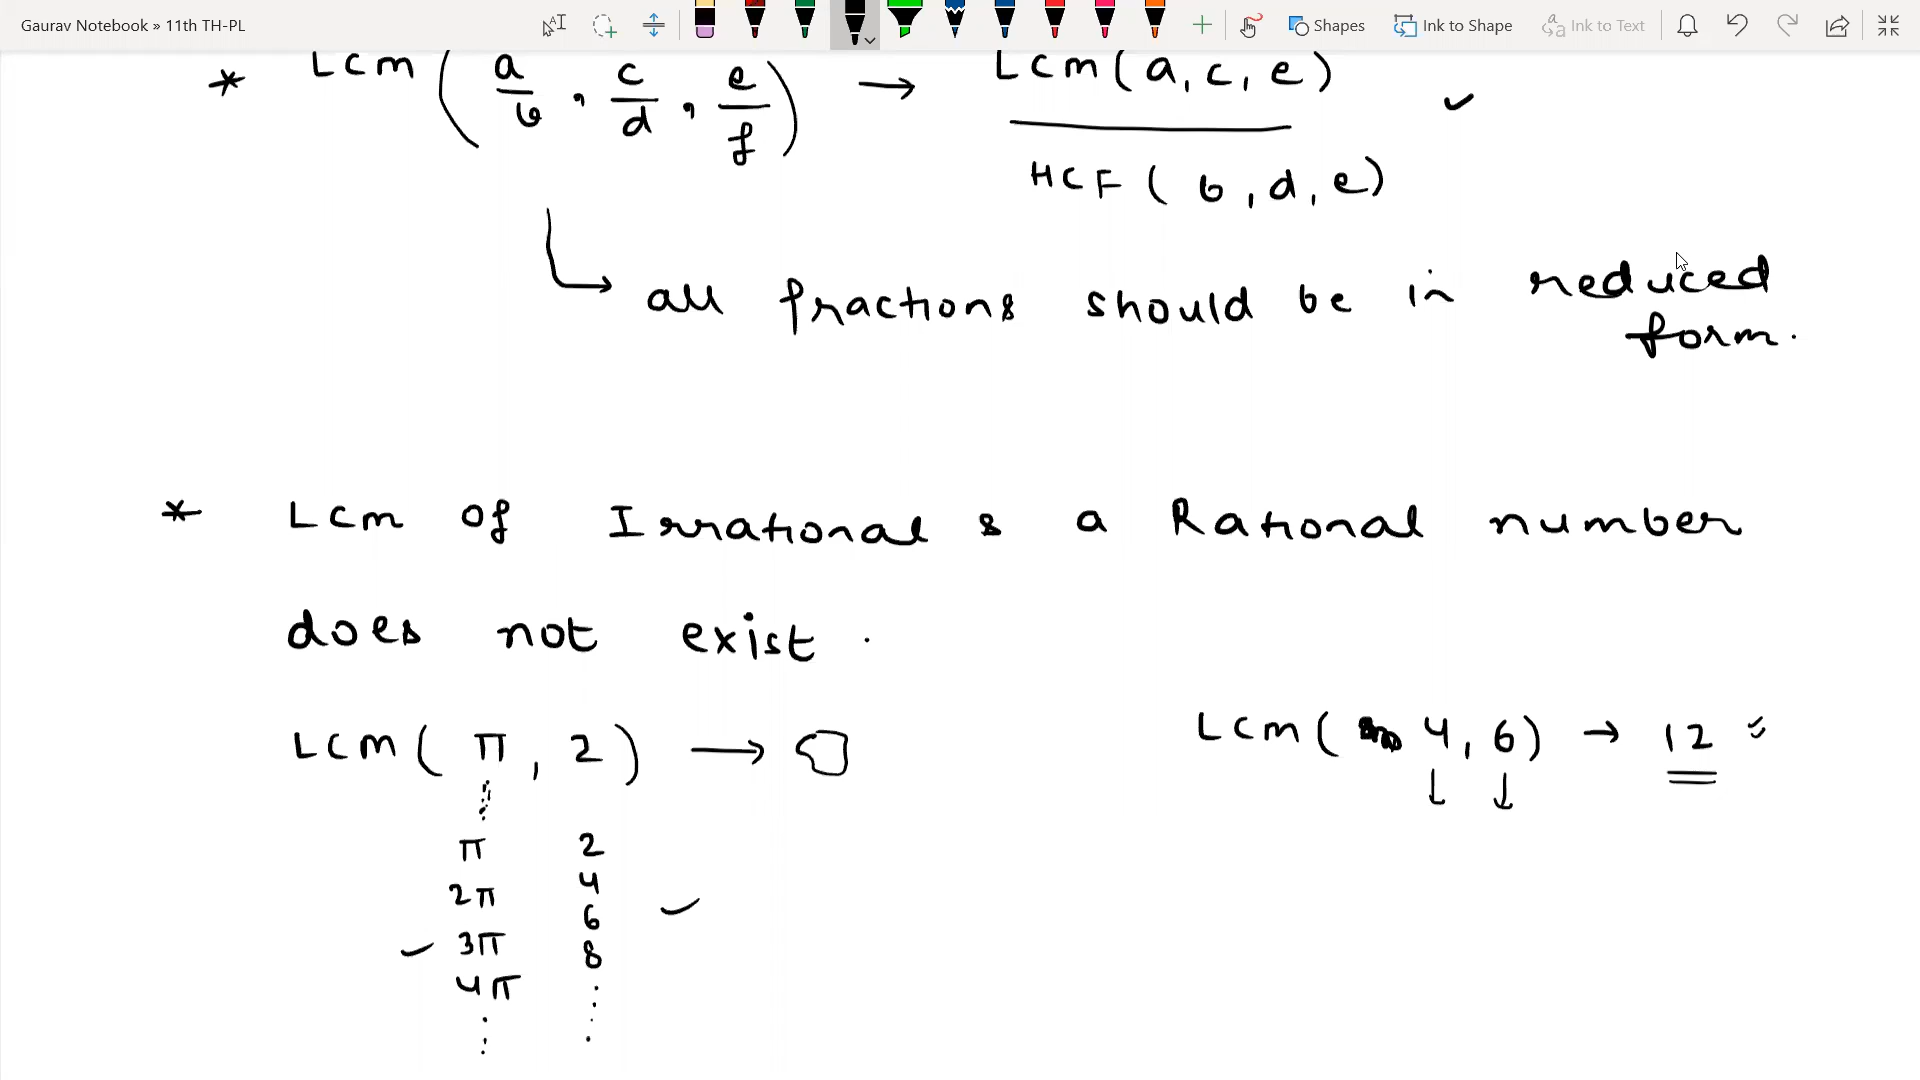 Gaurav Notebook » 11th TH-PL
Shapes Ink to Shape Ink to Text
* LCM ( a/b , c/d , e/f ) → LCM(a, c, e) ✓
HCF ( b, d, e)
↳ all fractions should be in reduced
form.
* LCM of Irrational & a Rational number
does not exist .
LCM( π , 2 ) →
LCM( 4, 6) → 12
↓ ↓
π 2
2π 4
6 ✓
✓ 3π 8
4π